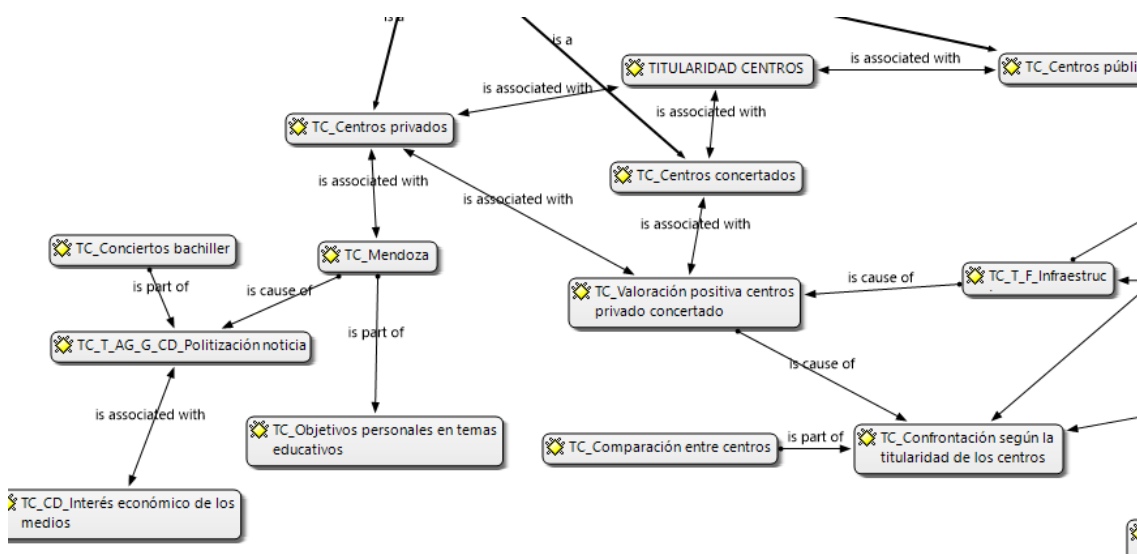 is a
is a
TITULARIDAD CENTROS
is associated with
TC_Centros públi
is associated with
is associated with
TC_Centros privados
TC_Centros concertados
is associated with
is associated with
is associated with
TC_Conciertos bachiller
TC_Mendoza
is part of
is cause of
TC_Valoración positiva centros
privado concertado
is cause of
TC_T_F_Infraestruc
TC_T_AG_G_CD_Politización noticia
is part of
is cause of
is associated with
TC_Objetivos personales en temas
educativos
TC_Comparación entre centros
is part of
TC_Confrontación según la
titularidad de los centros
TC_CD_Interés económico de los
medios